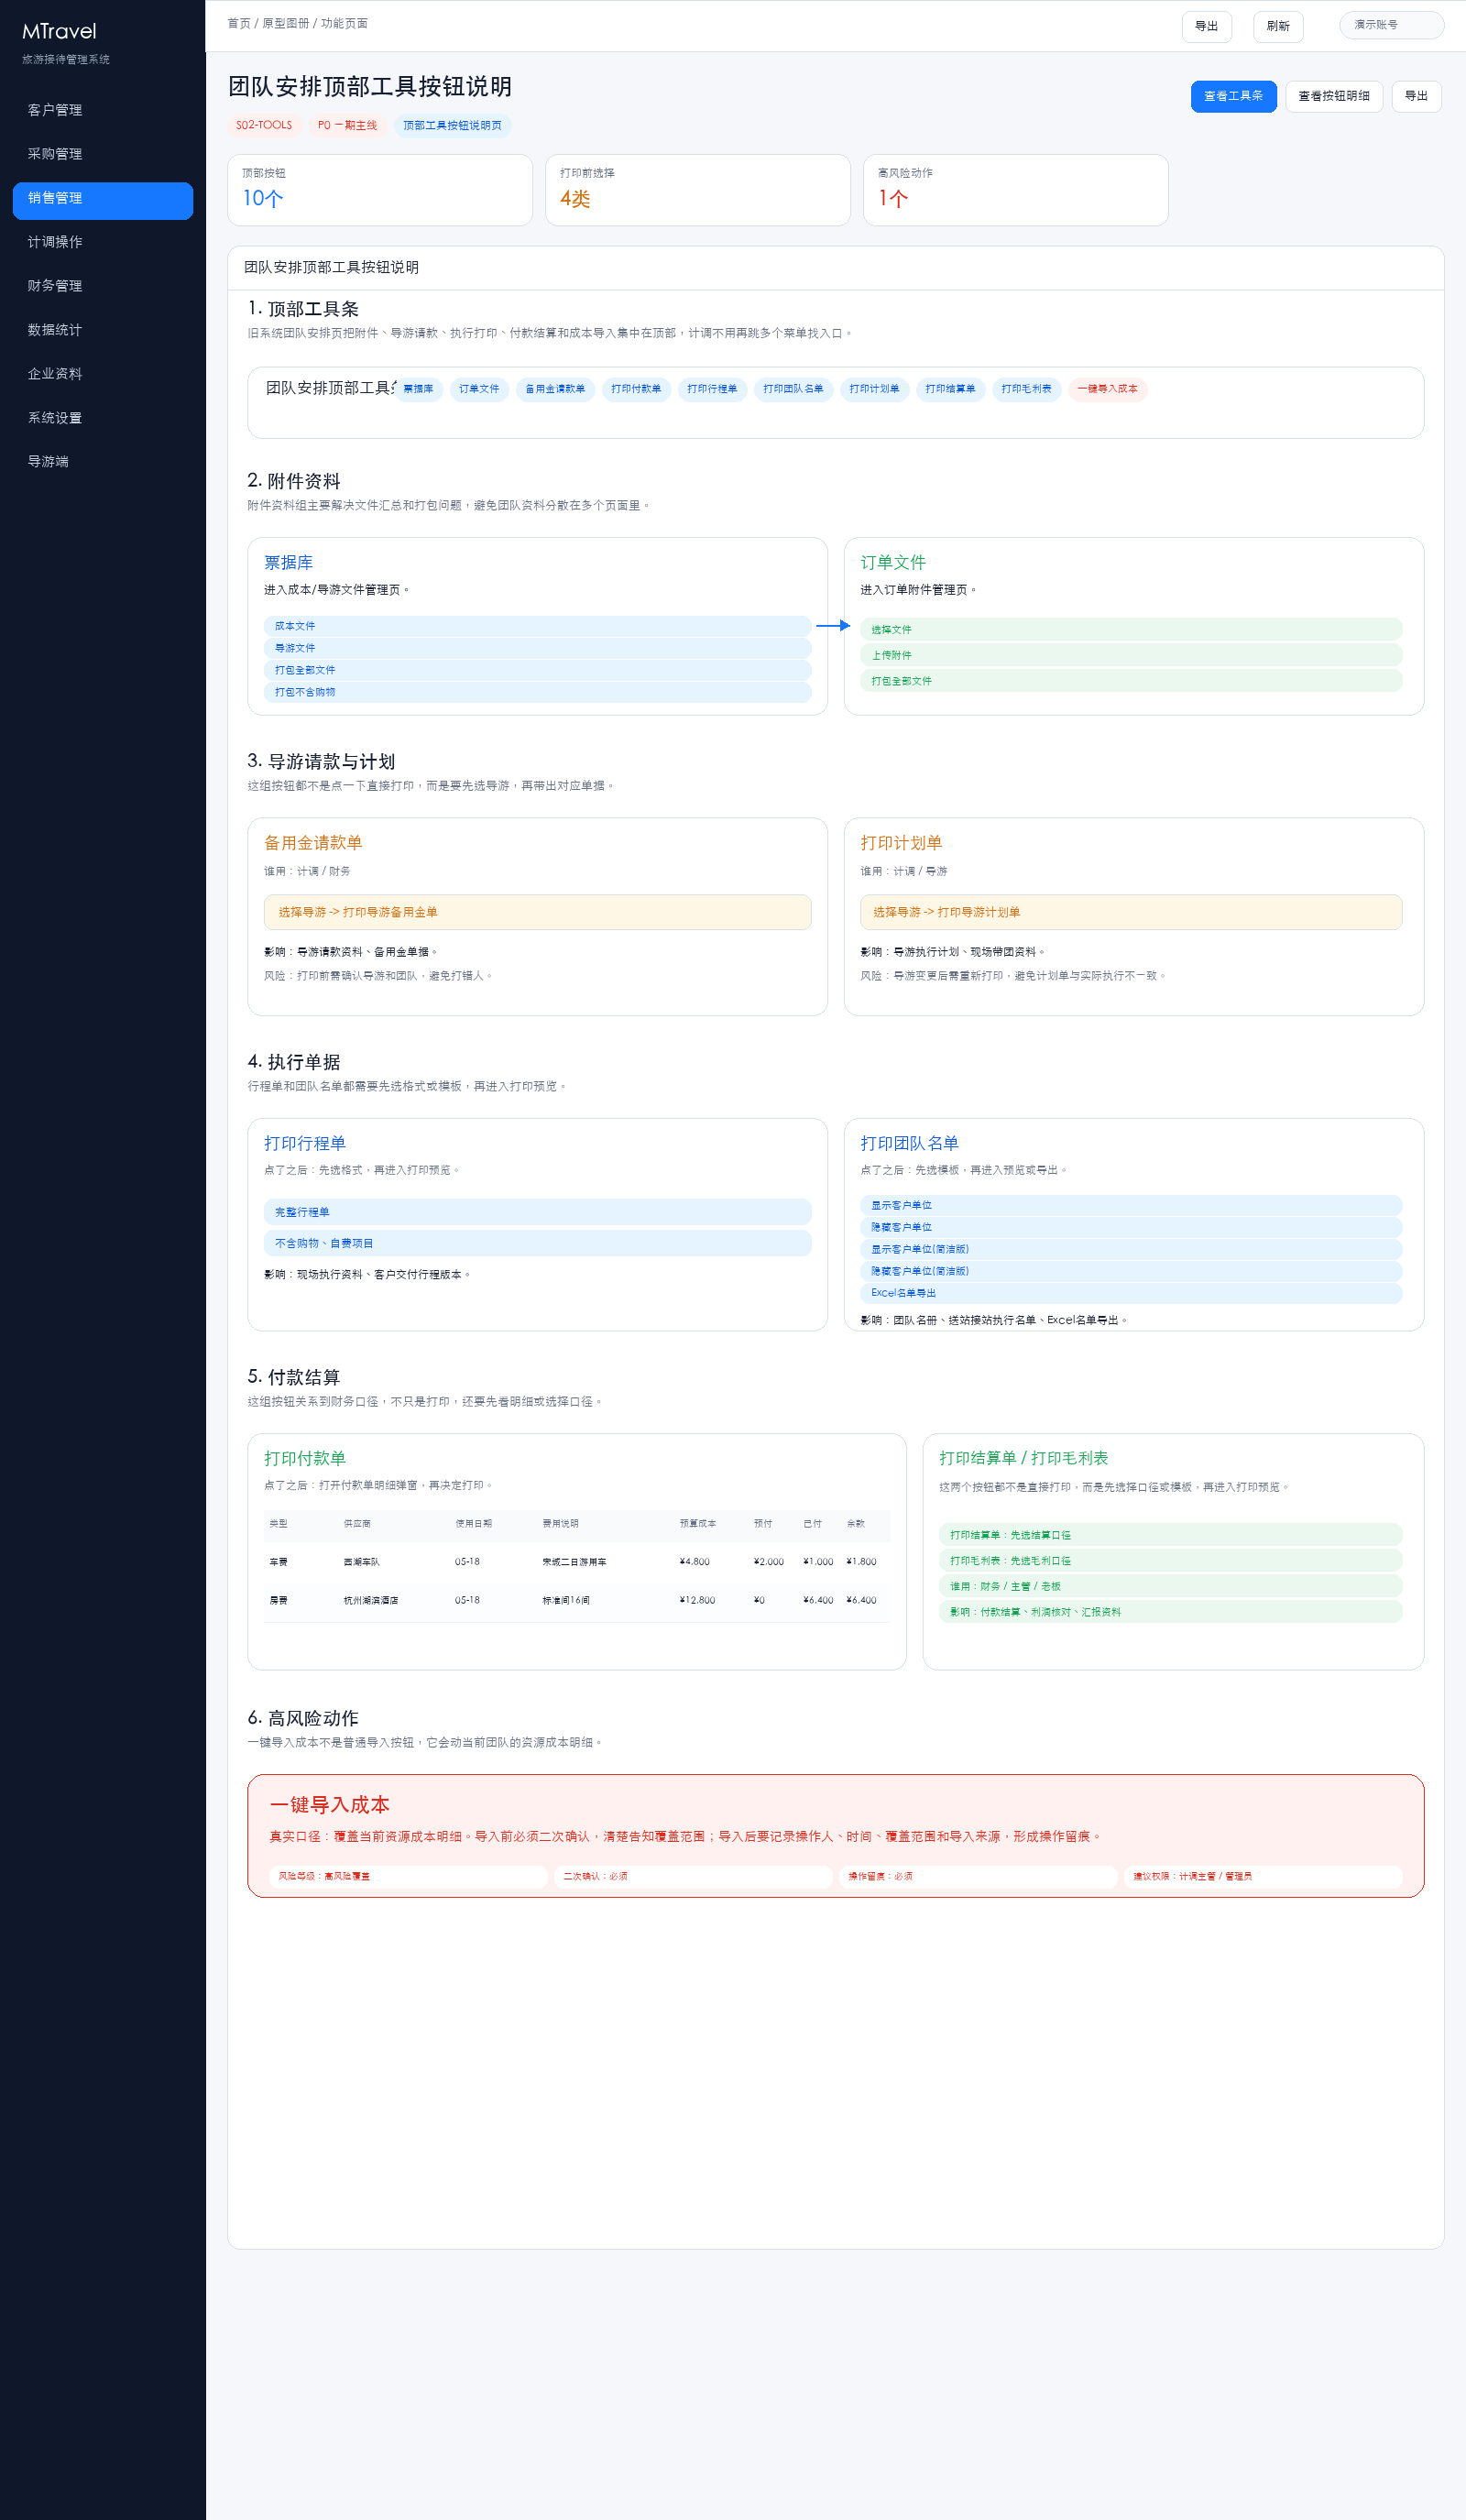 MTravel
旅游接待管理系统
客户管理
采购管理
销售管理
计调操作
财务管理
数据统计
企业资料
系统设置
导游端
首页 / 原型图册 / 功能页面
导出
刷新
演示账号
团队安排顶部工具按钮说明
查看工具条
查看按钮明细
导出
S02-TOOLS
P0 一期主线
顶部工具按钮说明页
顶部按钮
10个
打印前选择
4类
高风险动作
1个
团队安排顶部工具按钮说明
1. 顶部工具条
旧系统团队安排页把附件、导游请款、执行打印、付款结算和成本导入集中在顶部，计调不用再跳多个菜单找入口。
团队安排顶部工具
票据库
订单文件
备用金请款单
打印付款单
打印行程单
打印团队名单
打印计划单
打印结算单
打印毛利表
一键导入成本
2. 附件资料
附件资料组主要解决文件汇总和打包问题，避免团队资料分散在多个页面里。
票据库
进入成本/导游文件管理页。
成本文件
导游文件
打包全部文件
打包不含购物
订单文件
进入订单附件管理页。
选择文件
上传附件
打包全部文件
3. 导游请款与计划
这组按钮都不是点一下直接打印，而是要先选导游，再带出对应单据。
备用金请款单
谁用：计调 / 财务
选择导游 -> 打印导游备用金单
影响：导游请款资料、备用金单据。
风险：打印前需确认导游和团队，避免打错人。
打印计划单
谁用：计调 / 导游
选择导游 -> 打印导游计划单
影响：导游执行计划、现场带团资料。
风险：导游变更后需重新打印，避免计划单与实际执行不一致。
4. 执行单据
行程单和团队名单都需要先选格式或模板，再进入打印预览。
打印行程单
点了之后：先选格式，再进入打印预览。
完整行程单
不含购物、自费项目
影响：现场执行资料、客户交付行程版本。
打印团队名单
点了之后：先选模板，再进入预览或导出。
显示客户单位
隐藏客户单位
显示客户单位(简洁版)
隐藏客户单位(简洁版)
Excel名单导出
影响：团队名册、送站接站执行名单、Excel名单导出。
5. 付款结算
这组按钮关系到财务口径，不只是打印，还要先看明细或选择口径。
打印付款单
点了之后：打开付款单明细弹窗，再决定打印。
类型 供应商 使用日期 费用说明 预算成本 预付 已付 余款
车费 西湖车队 05-18 宋城二日游用车 ¥4,800 ¥2,000 ¥1,000 ¥1,800
房费 杭州湖滨酒店 05-18 标准间16间 ¥12,800 ¥0 ¥6,400 ¥6,400
打印结算单 / 打印毛利表
这两个按钮都不是直接打印，而是先选择口径或模板，再进入打印预览。
打印结算单：先选结算口径
打印毛利表：先选毛利口径
谁用：财务 / 主管 / 老板
影响：付款结算、利润核对、汇报资料
6. 高风险动作
一键导入成本不是普通导入按钮，它会动当前团队的资源成本明细。
一键导入成本
真实口径：覆盖当前资源成本明细。导入前必须二次确认，清楚告知覆盖范围；导入后要记录操作人、时间、覆盖范围和导入来源，形成操作留痕。
风险等级：高风险覆盖
二次确认：必须
操作留痕：必须
建议权限：计调主管 / 管理员